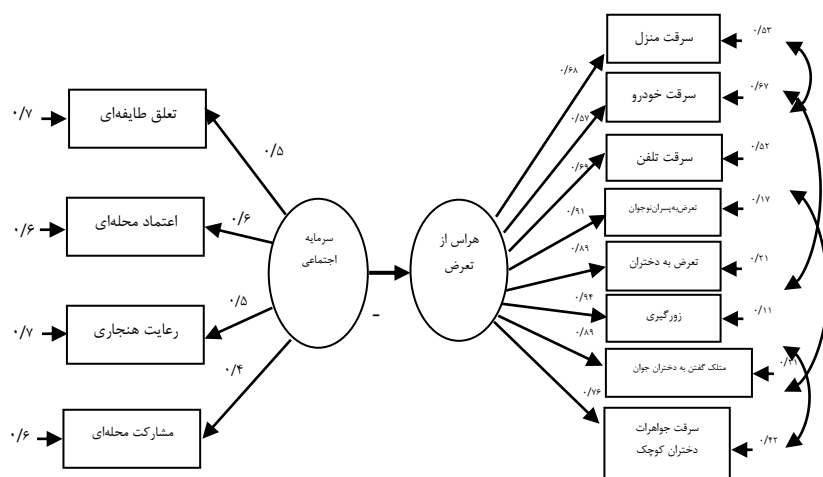 سرقت منزل
۰/۵۳
۰/۶۸
سرقت خودرو
۰/۶۷
۰/۵۷
سرقت تلفن
۰/۵۲
۰/۶۹
تعرض به پسران نوجوان
۰/۱۷
۰/۹۱
تعرض به دختران
۰/۲۱
۰/۸۹
زورگیری
۰/۱۱
۰/۹۴
متلک گفتن به دختران جوان
۰/۸۹
سرقت جواهرات
دختران کوچک
۰/۴۲
۰/۷۶
هراس از
تعرض
-
سرمایه
اجتماعی
۰/۵
تعلق طایفه‌ای
۰/۷
۰/۶
اعتماد محله‌ای
۰/۶
۰/۵
رعایت هنجاری
۰/۷
۰/۴
مشارکت محله‌ای
۰/۶